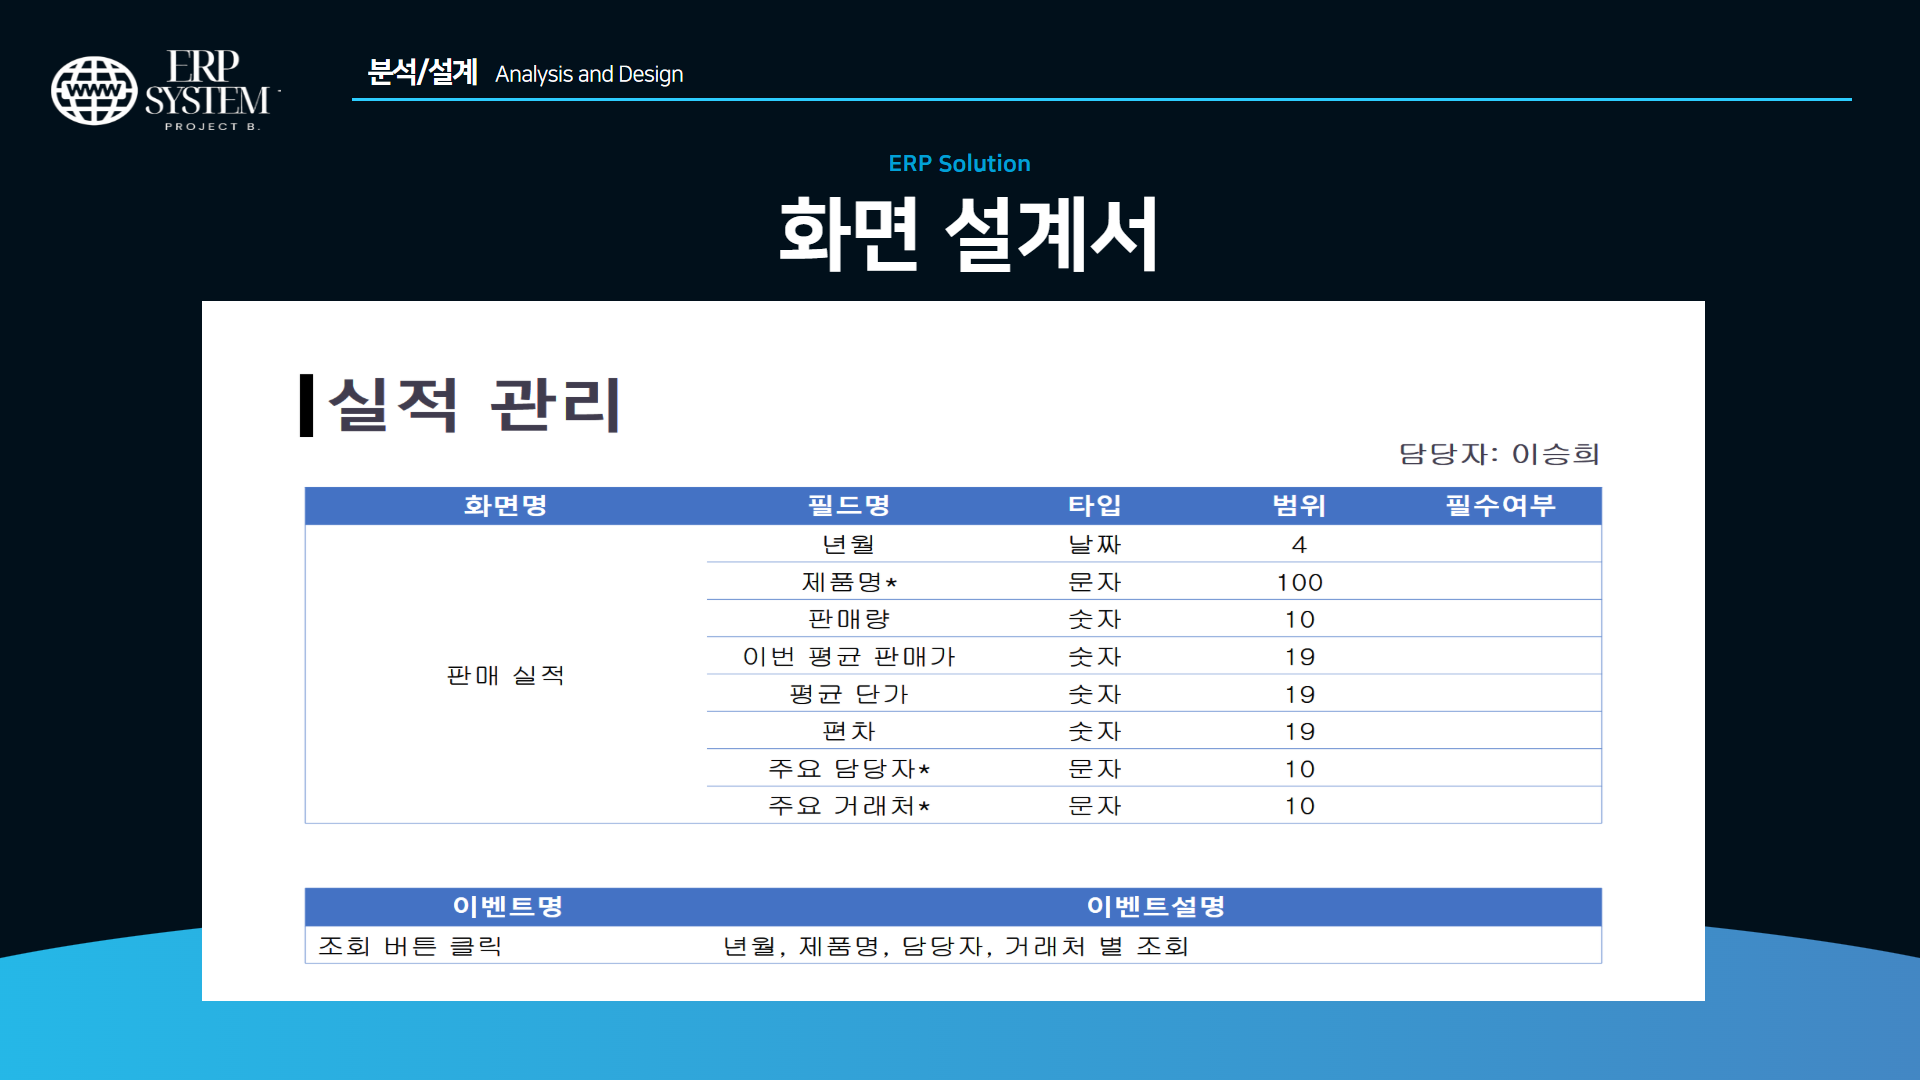 WWW
ERP
SYSTEM
PROJECT B.
분석/설계 Analysis and Design
ERP Solution
화면 설계서
실적 관리
담당자: 이승희
화면명 필드명 타입 범위 필수여부
년월 날짜 4
제품명* 문자 100
판매량 숫자 10
이번 평균 판매가 숫자 19
판매 실적
평균 단가 숫자 19
편차 숫자 19
주요 담당자* 문자 10
주요 거래처* 문자 10
이벤트명 이벤트설명
조회 버튼 클릭 년월, 제품명, 담당자, 거래처 별 조회